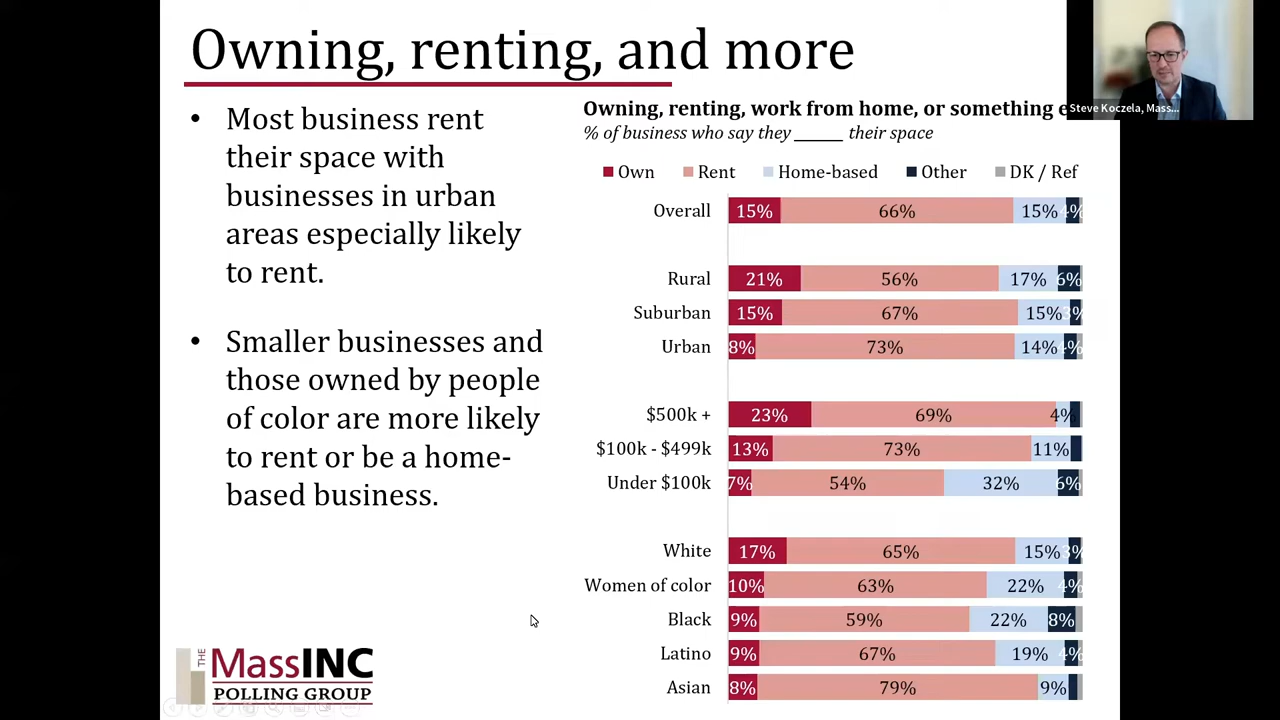 Owning, renting, and more
• Most business rent
their space with
businesses in urban
areas especially likely
to rent.
• Smaller businesses and
those owned by people
of color are more likely
to rent or be a home-
based business.
Owning, renting, work from home, or something
% of business who say they ______ their space
Own Rent Home-based Other DK / Ref
Overall 15% 66% 15% 4%
Rural 21% 56% 17% 6%
Suburban 15% 67% 15% 3%
Urban 8% 73% 14% 4%
$500k + 23% 69% 4%
$100k - $499k 13% 73% 11%
Under $100k 7% 54% 32% 6%
White 17% 65% 15% 3%
Women of color 10% 63% 22% 4%
Black 9% 59% 22% 8%
Latino 9% 67% 19% 4%
Asian 8% 79% 9%
THE MassINC
POLLING GROUP
Steve Koczela, Mass...